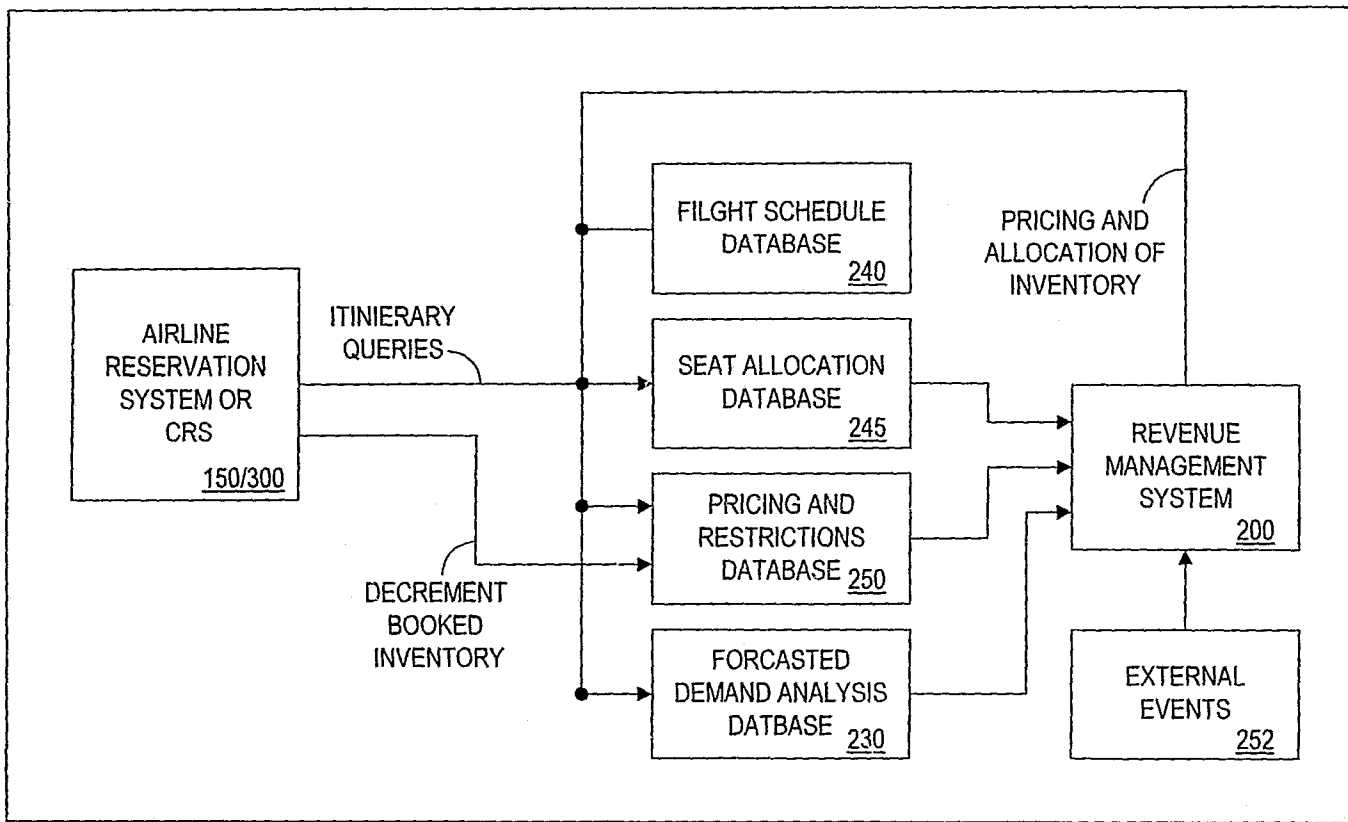 AIRLINE
RESERVATION
SYSTEM OR
CRS
150/300
ITINIERARY
QUERIES
DECREMENT
BOOKED
INVENTORY
FILGHT SCHEDULE
DATABASE
240
SEAT ALLOCATION
DATABASE
245
PRICING AND
RESTRICTIONS
DATABASE
250
FORCASTED
DEMAND ANALYSIS
DATBASE
230
PRICING AND
ALLOCATION OF
INVENTORY
REVENUE
MANAGEMENT
SYSTEM
200
EXTERNAL
EVENTS
252